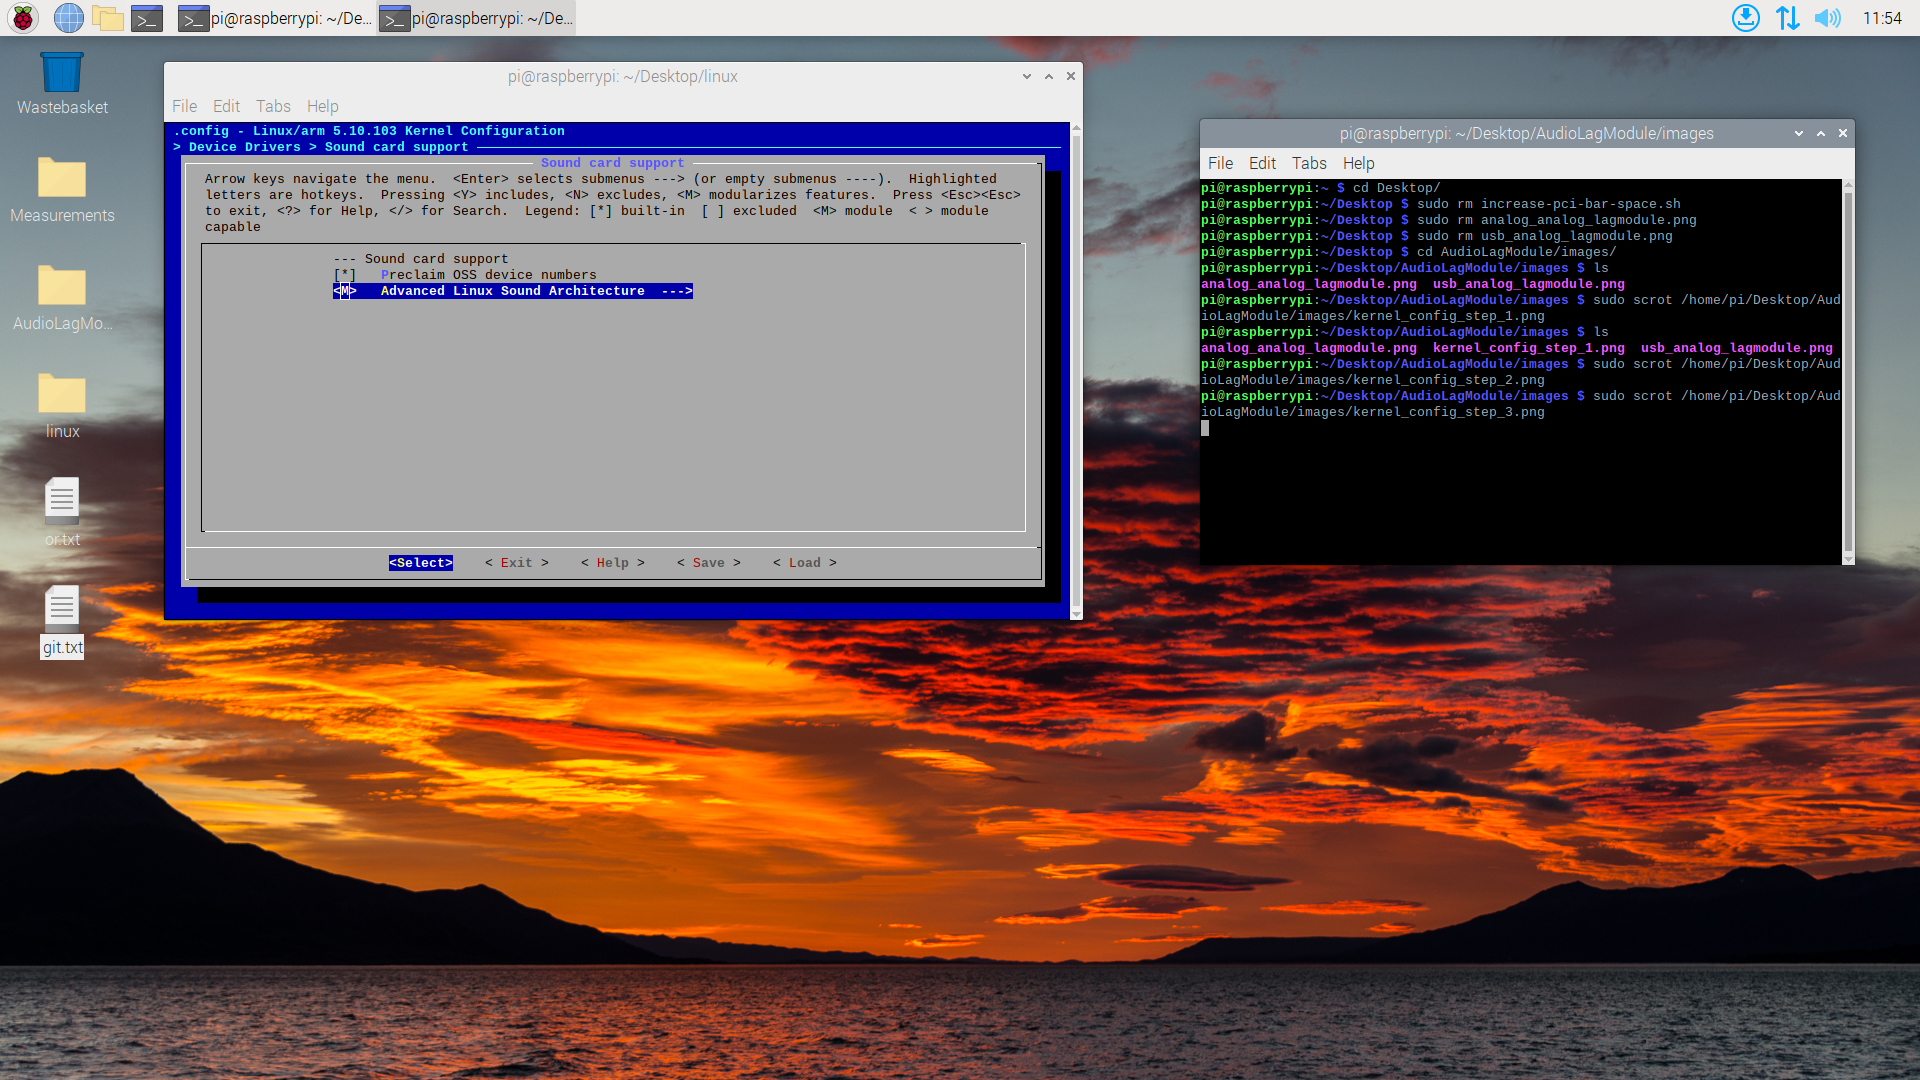 pi@raspberrypi: ~/De...
pi@raspberrypi: ~/De...
11:54
Wastebasket
Measurements
AudioLagMo...
linux
or.txt
git.txt
pi@raspberrypi: ~/Desktop/linux
File Edit Tabs Help
.config - Linux/arm 5.10.103 Kernel Configuration
> Device Drivers > Sound card support
Sound card support
Arrow keys navigate the menu.  <Enter> selects submenus ---> (or empty submenus ----).  Highlighted
letters are hotkeys.  Pressing <Y> includes, <N> excludes, <M> modularizes features.  Press <Esc><Esc>
to exit, <?> for Help, </> for Search.  Legend: [*] built-in  [ ] excluded  <M> module  < > module
capable
--- Sound card support
[*]   Preclaim OSS device numbers
<M>   Advanced Linux Sound Architecture  --->
<Select>    < Exit >    < Help >    < Save >    < Load >
pi@raspberrypi: ~/Desktop/AudioLagModule/images
File Edit Tabs Help
pi@raspberrypi:~ $ cd Desktop/
pi@raspberrypi:~/Desktop $ sudo rm increase-pci-bar-space.sh
pi@raspberrypi:~/Desktop $ sudo rm analog_analog_lagmodule.png
pi@raspberrypi:~/Desktop $ sudo rm usb_analog_lagmodule.png
pi@raspberrypi:~/Desktop $ cd AudioLagModule/images/
pi@raspberrypi:~/Desktop/AudioLagModule/images $ ls
analog_analog_lagmodule.png  usb_analog_lagmodule.png
pi@raspberrypi:~/Desktop/AudioLagModule/images $ sudo scrot /home/pi/Desktop/Aud
ioLagModule/images/kernel_config_step_1.png
pi@raspberrypi:~/Desktop/AudioLagModule/images $ ls
analog_analog_lagmodule.png  kernel_config_step_1.png  usb_analog_lagmodule.png
pi@raspberrypi:~/Desktop/AudioLagModule/images $ sudo scrot /home/pi/Desktop/Aud
ioLagModule/images/kernel_config_step_2.png
pi@raspberrypi:~/Desktop/AudioLagModule/images $ sudo scrot /home/pi/Desktop/Aud
ioLagModule/images/kernel_config_step_3.png